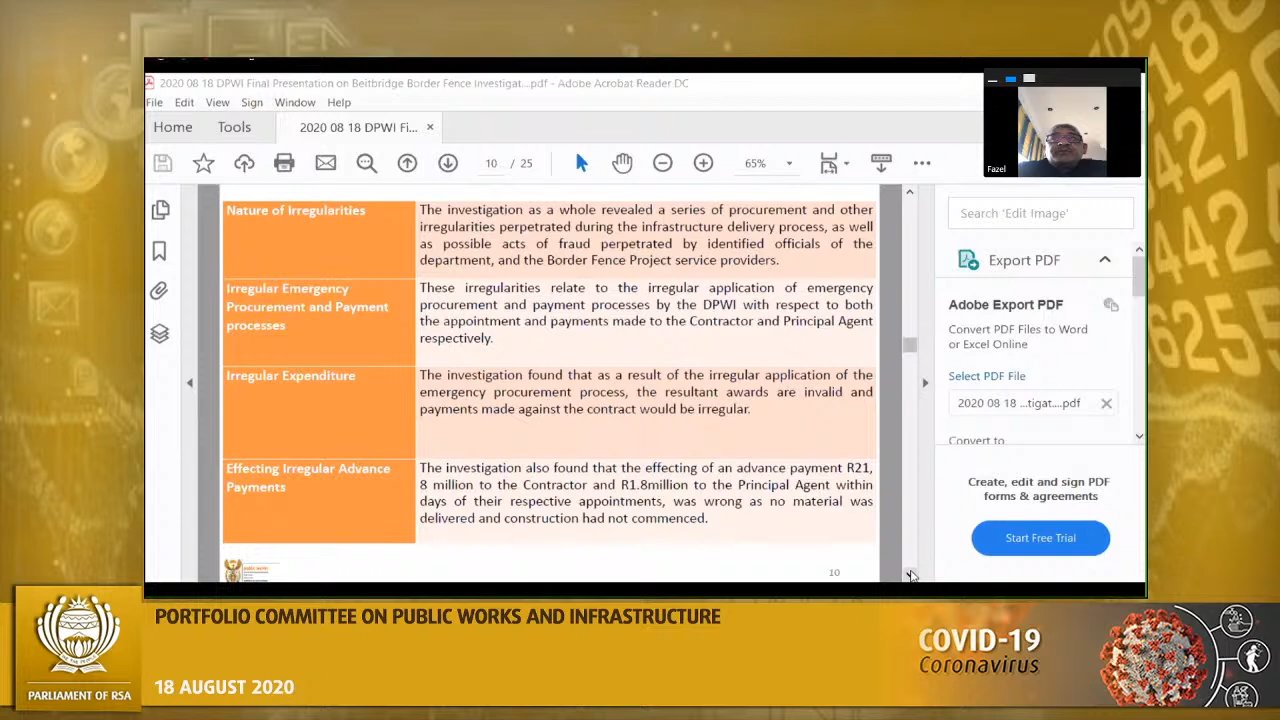 2020 08 18 DPWI Final Presentation on Beitbridge Border Fence Investigat...pdf - Adobe Acrobat Reader DC
File Edit View Sign Window Help
Home Tools 2020 08 18 DPWI Fi... ×
10 / 25 65%
Fazel
Nature of Irregularities
The investigation as a whole revealed a series of procurement and other
irregularities perpetrated during the infrastructure delivery process, as well
as possible acts of fraud perpetrated by identified officials of the
department, and the Border Fence Project service providers.
Irregular Emergency
Procurement and Payment
processes
These irregularities relate to the irregular application of emergency
procurement and payment processes by the DPWI with respect to both
the appointment and payments made to the Contractor and Principal Agent
respectively.
Irregular Expenditure
The investigation found that as a result of the irregular application of the
emergency procurement process, the resultant awards are invalid and
payments made against the contract would be irregular.
Effecting Irregular Advance
Payments
The investigation also found that the effecting of an advance payment R21,
8 million to the Contractor and R1.8million to the Principal Agent within
days of their respective appointments, was wrong as no material was
delivered and construction had not commenced.
10
Search 'Edit Image'
Export PDF
Adobe Export PDF
Convert PDF Files to Word
or Excel Online
Select PDF File
2020 08 18 ...tigat....pdf
Convert to
Create, edit and sign PDF
forms & agreements
Start Free Trial
PARLIAMENT OF RSA
PORTFOLIO COMMITTEE ON PUBLIC WORKS AND INFRASTRUCTURE
18 AUGUST 2020
COVID-19
Coronavirus